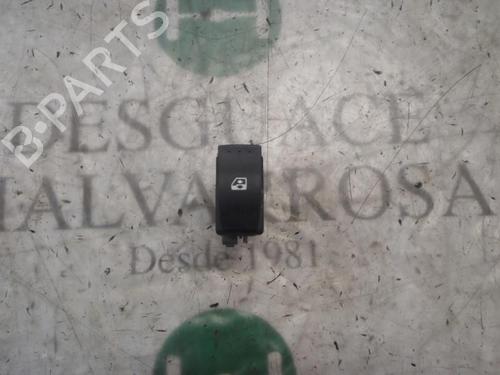 B-PARTS
DESGUACE
MALVARROSA
Desde 1981